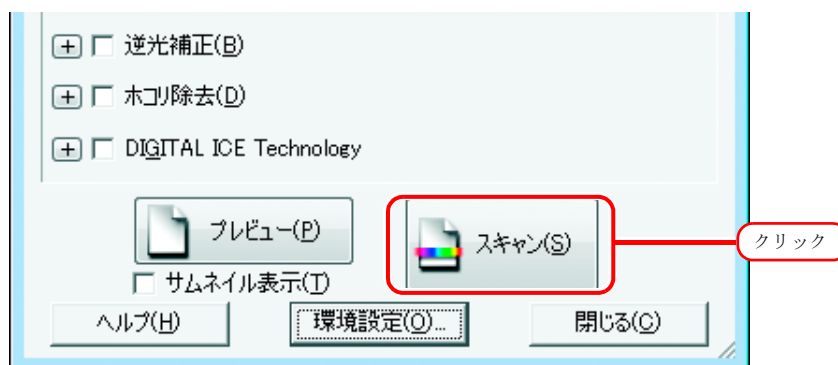 逆光補正(B)
ホコリ除去(D)
DIGITAL ICE Technology
プレビュー(P)
スキャン(S)
クリック
サムネイル表示(T)
ヘルプ(H)
環境設定(O)...
閉じる(C)